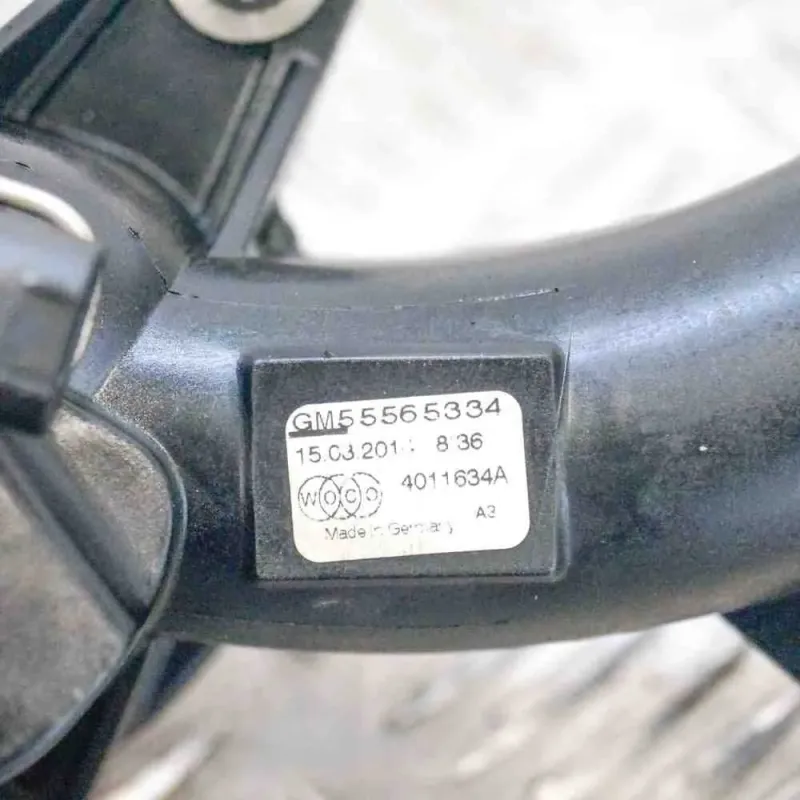 GM55565334
8:36
WOCO 4011634A
Made in Germany A3